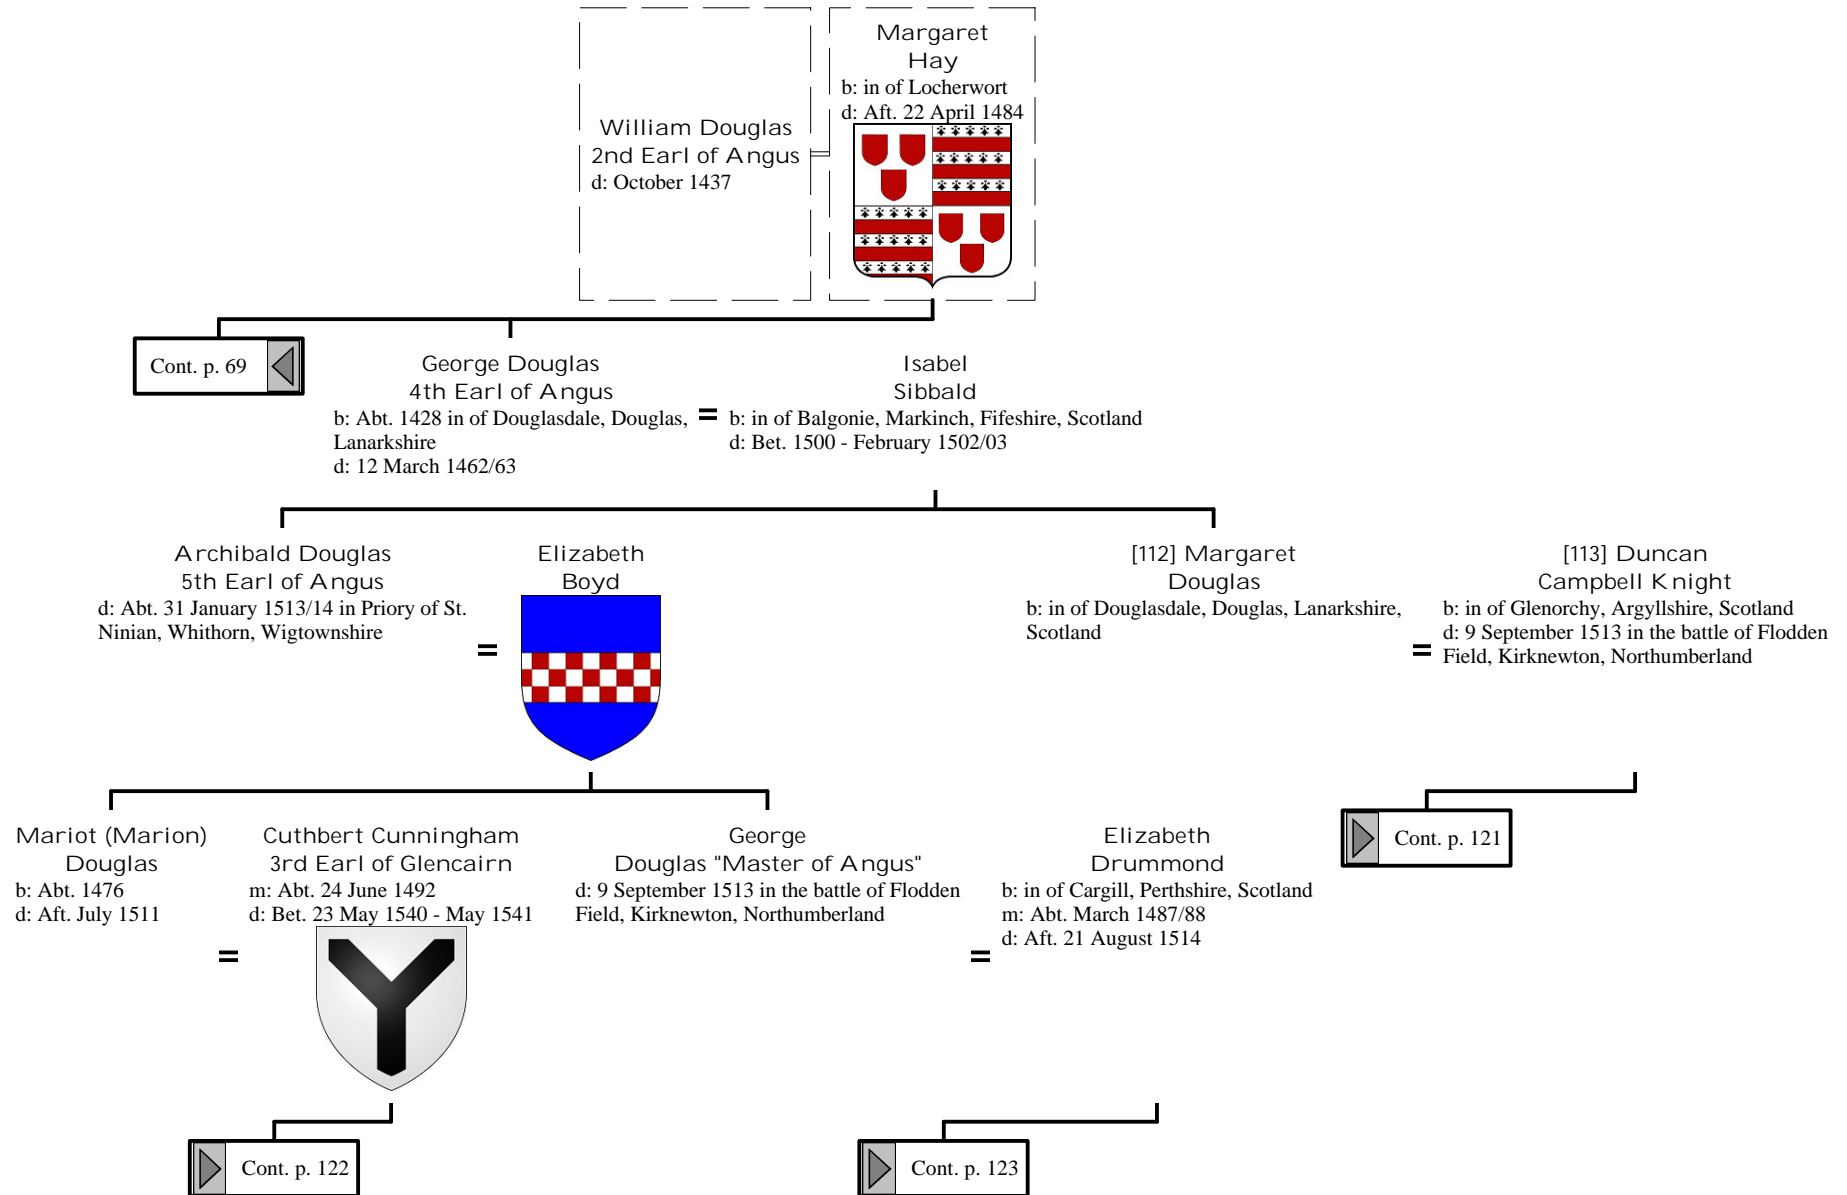 Margaret
Hay
b: in of Locherwort
d: Aft. 22 April 1484
William Douglas
2nd Earl of Angus
d: October 1437
Cont. p. 69
George Douglas
4th Earl of Angus
b: Abt. 1428 in of Douglasdale, Douglas,
Lanarkshire
d: 12 March 1462/63
=
Isabel
Sibbald
b: in of Balgonie, Markinch, Fifeshire, Scotland
d: Bet. 1500 - February 1502/03
Archibald Douglas
5th Earl of Angus
d: Abt. 31 January 1513/14 in Priory of St.
Ninian, Whithorn, Wigtownshire
=
Elizabeth
Boyd
[112] Margaret
Douglas
b: in of Douglasdale, Douglas, Lanarkshire,
Scotland
=
[113] Duncan
Campbell Knight
b: in of Glenorchy, Argyllshire, Scotland
d: 9 September 1513 in the battle of Flodden
Field, Kirknewton, Northumberland
Mariot (Marion)
Douglas
b: Abt. 1476
d: Aft. July 1511
=
Cuthbert Cunningham
3rd Earl of Glencairn
m: Abt. 24 June 1492
d: Bet. 23 May 1540 - May 1541
George
Douglas "Master of Angus"
d: 9 September 1513 in the battle of Flodden
Field, Kirknewton, Northumberland
=
Elizabeth
Drummond
b: in of Cargill, Perthshire, Scotland
m: Abt. March 1487/88
d: Aft. 21 August 1514
Cont. p. 121
Cont. p. 122
Cont. p. 123